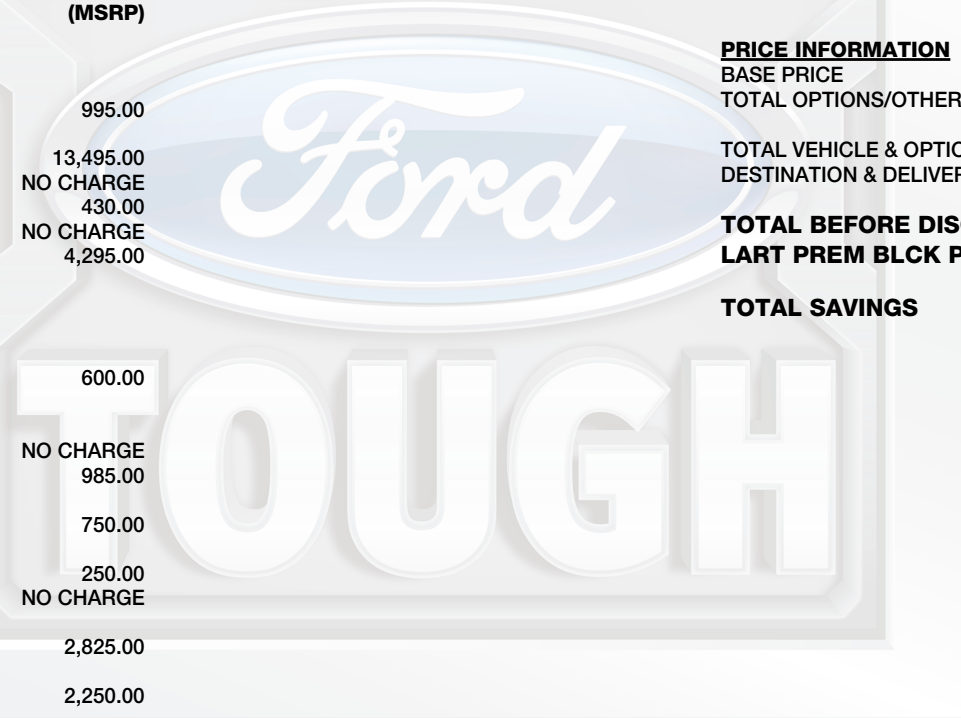 (MSRP)
995.00
13,495.00
NO CHARGE
430.00
NO CHARGE
4,295.00
600.00
NO CHARGE
985.00
750.00
250.00
NO CHARGE
2,825.00
2,250.00
PRICE INFORMATION
BASE PRICE
TOTAL OPTIONS/OTHER
TOTAL VEHICLE & OPTIO
DESTINATION & DELIVER
TOTAL BEFORE DIS
LART PREM BLCK P
TOTAL SAVINGS
Ford
TOUGH